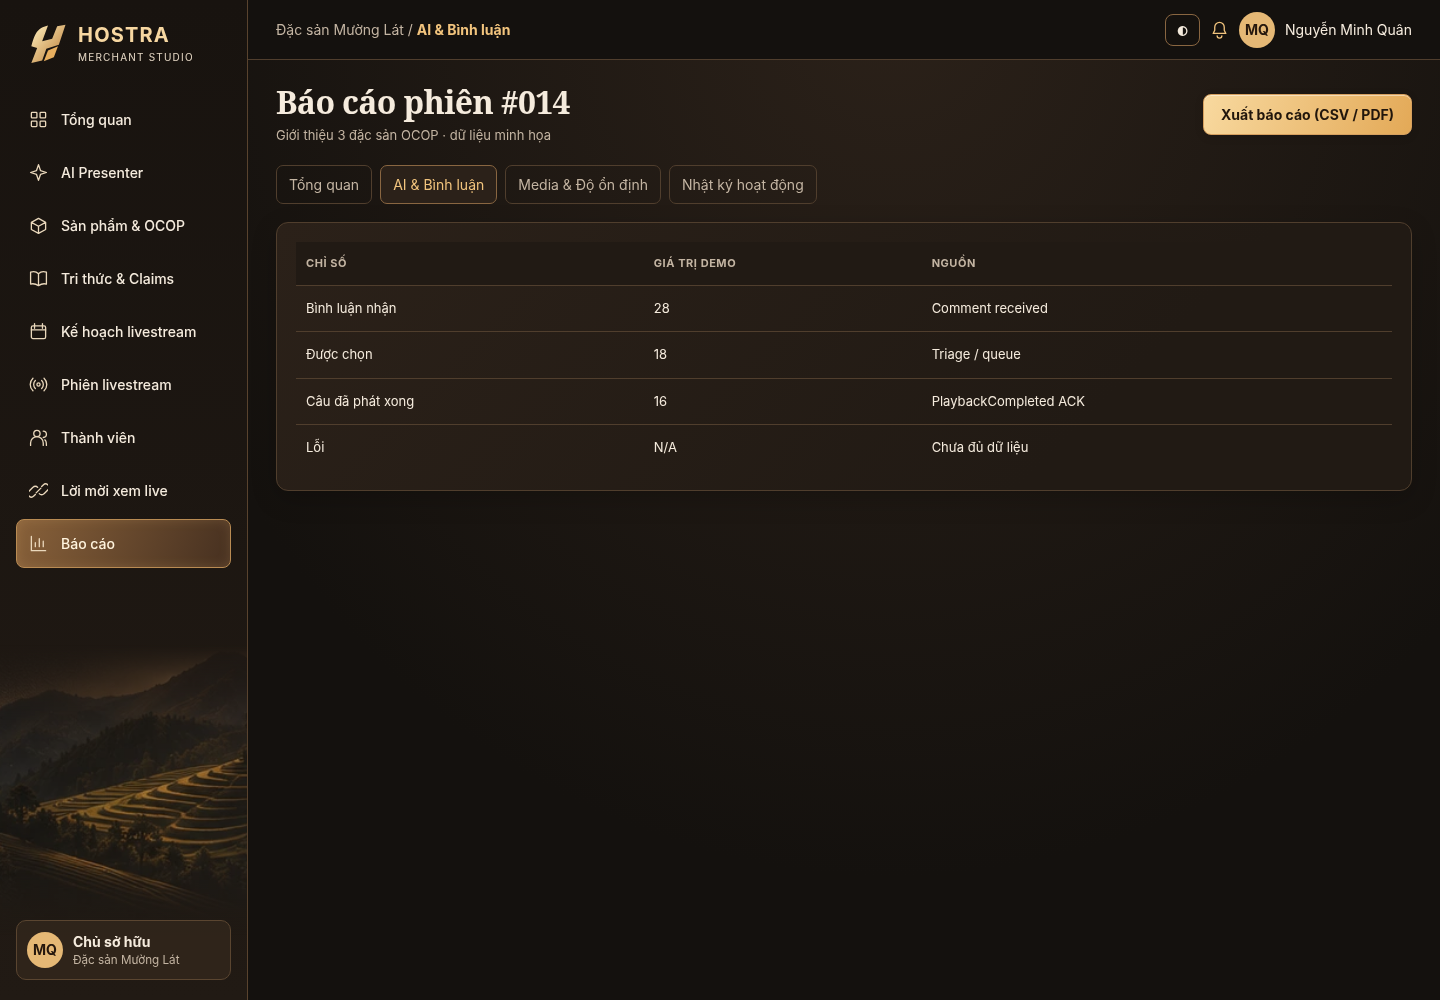 HOSTRA
MERCHANT STUDIO
Tổng quan
AI Presenter
Sản phẩm & OCOP
Tri thức & Claims
Kế hoạch livestream
Phiên livestream
Thành viên
Lời mời xem live
Báo cáo
MQ
Chủ sở hữu
Đặc sản Mường Lát
Đặc sản Mường Lát / AI & Bình luận
MQ Nguyễn Minh Quân
Báo cáo phiên #014
Giới thiệu 3 đặc sản OCOP · dữ liệu minh họa
Xuất báo cáo (CSV / PDF)
Tổng quan AI & Bình luận Media & Độ ổn định Nhật ký hoạt động
CHỈ SỐ GIÁ TRỊ DEMO NGUỒN
Bình luận nhận 28 Comment received
Được chọn 18 Triage / queue
Câu đã phát xong 16 PlaybackCompleted ACK
Lỗi N/A Chưa đủ dữ liệu